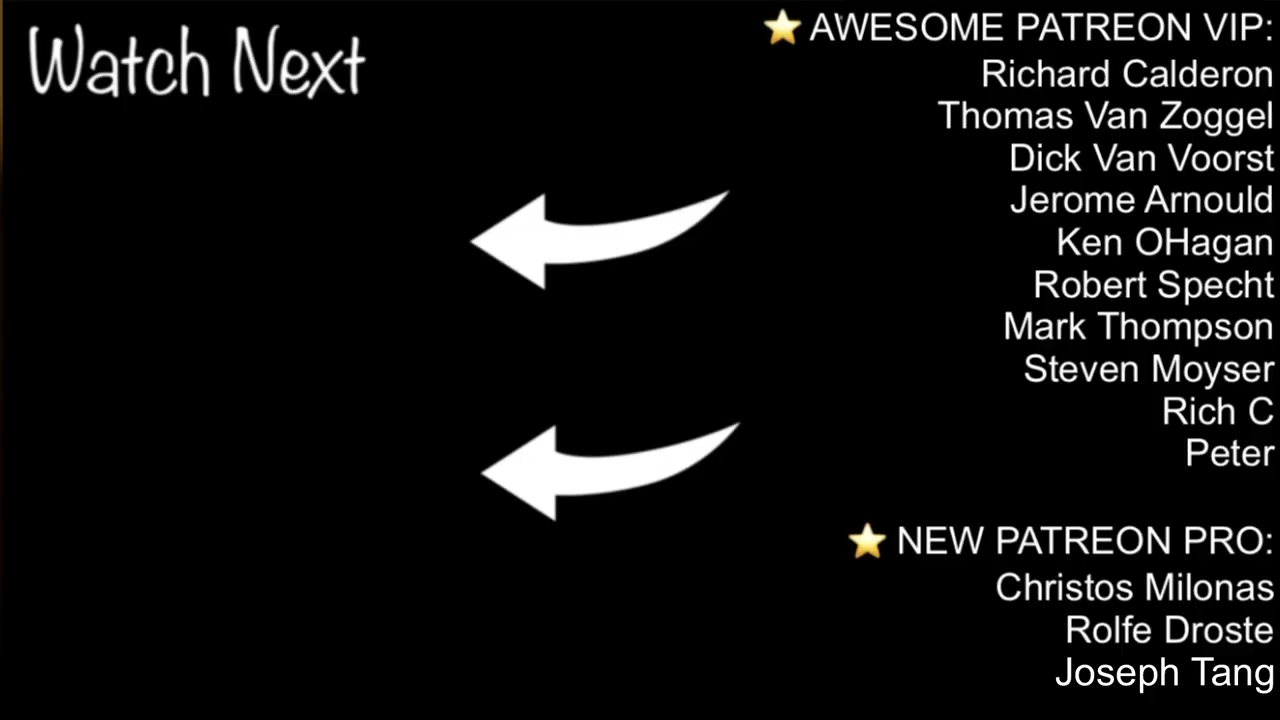 Watch Next
⭐ AWESOME PATREON VIP:
Richard Calderon
Thomas Van Zoggel
Dick Van Voorst
Jerome Arnould
Ken OHagan
Robert Specht
Mark Thompson
Steven Moyser
Rich C
Peter
⭐ NEW PATREON PRO:
Christos Milonas
Rolfe Droste
Joseph Tang